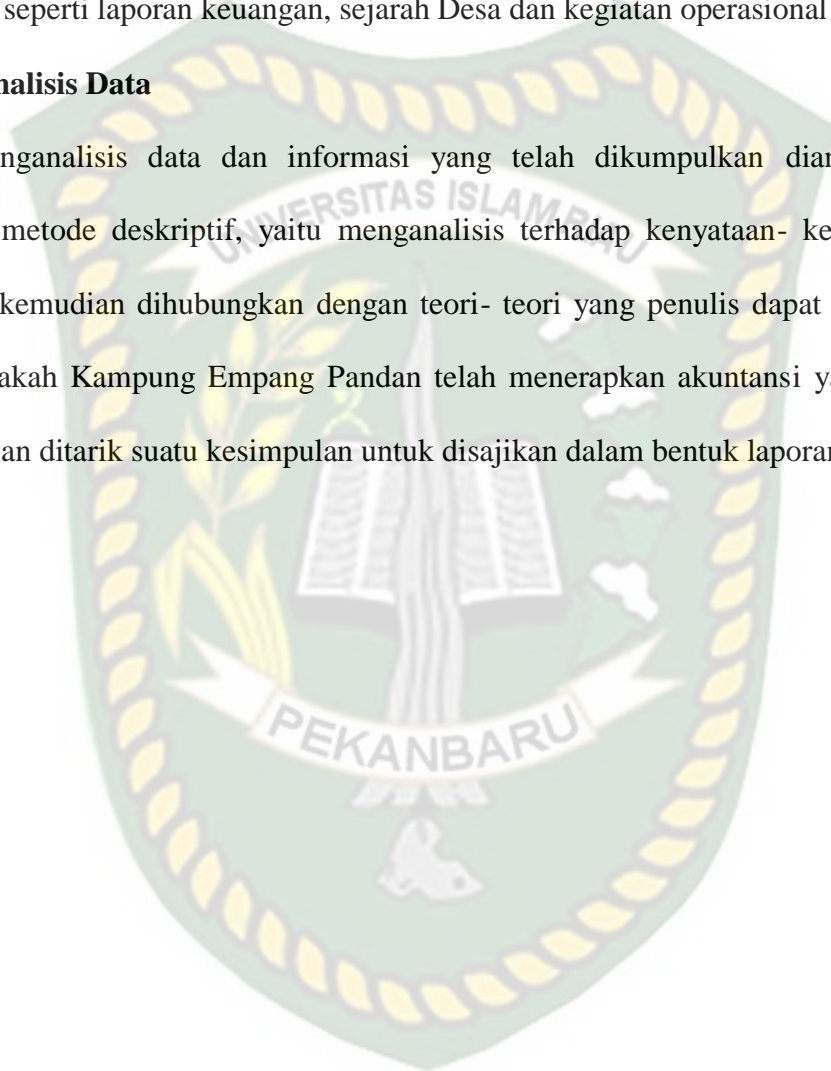 seperti laporan keuangan, sejarah Desa dan kegiatan operasional
nalisis Data
nganalisis data dan informasi yang telah dikumpulkan diar
metode deskriptif, yaitu menganalisis terhadap kenyataan- ke
kemudian dihubungkan dengan teori- teori yang penulis dapat
akah Kampung Empang Pandan telah menerapkan akuntansi ya
an ditarik suatu kesimpulan untuk disajikan dalam bentuk laporan
UNIVERSITAS ISLAM RIAU
PEKANBARU